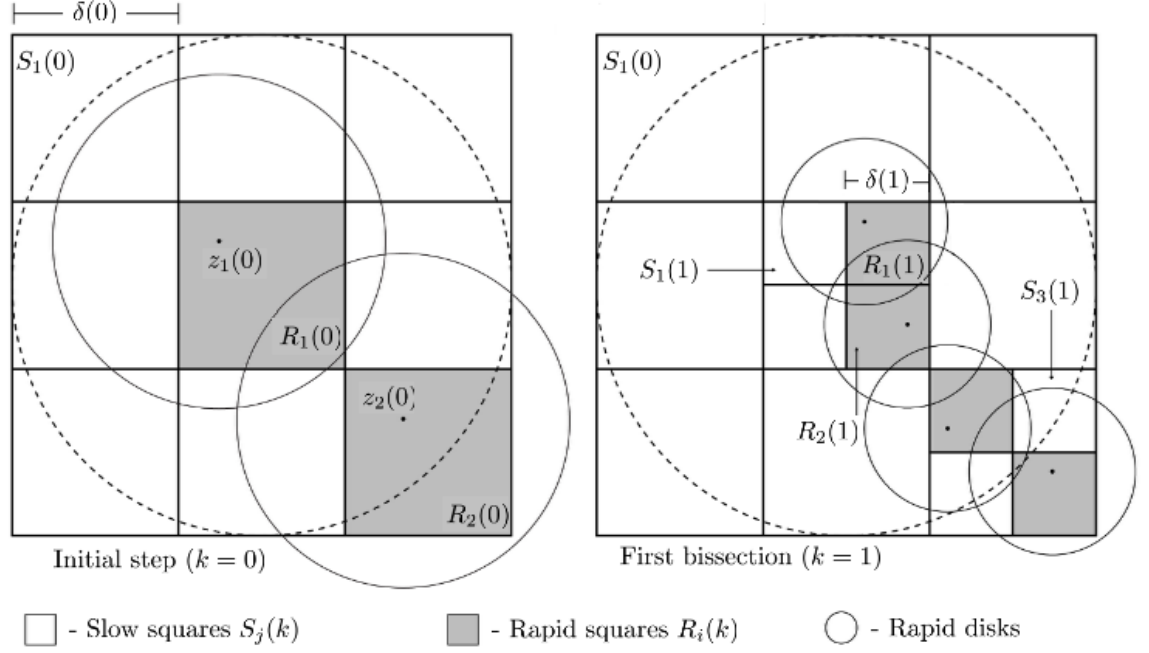 δ(0)
S₁(0)
z₁(0)
R₁(0)
z₂(0)
R₂(0)
Initial step (k = 0)
S₁(0)
δ(1)
S₁(1)
R₁(1)
S₃(1)
R₂(1)
First bissection (k = 1)
- Slow squares Sⱼ(k)
- Rapid squares Rᵢ(k)
- Rapid disks